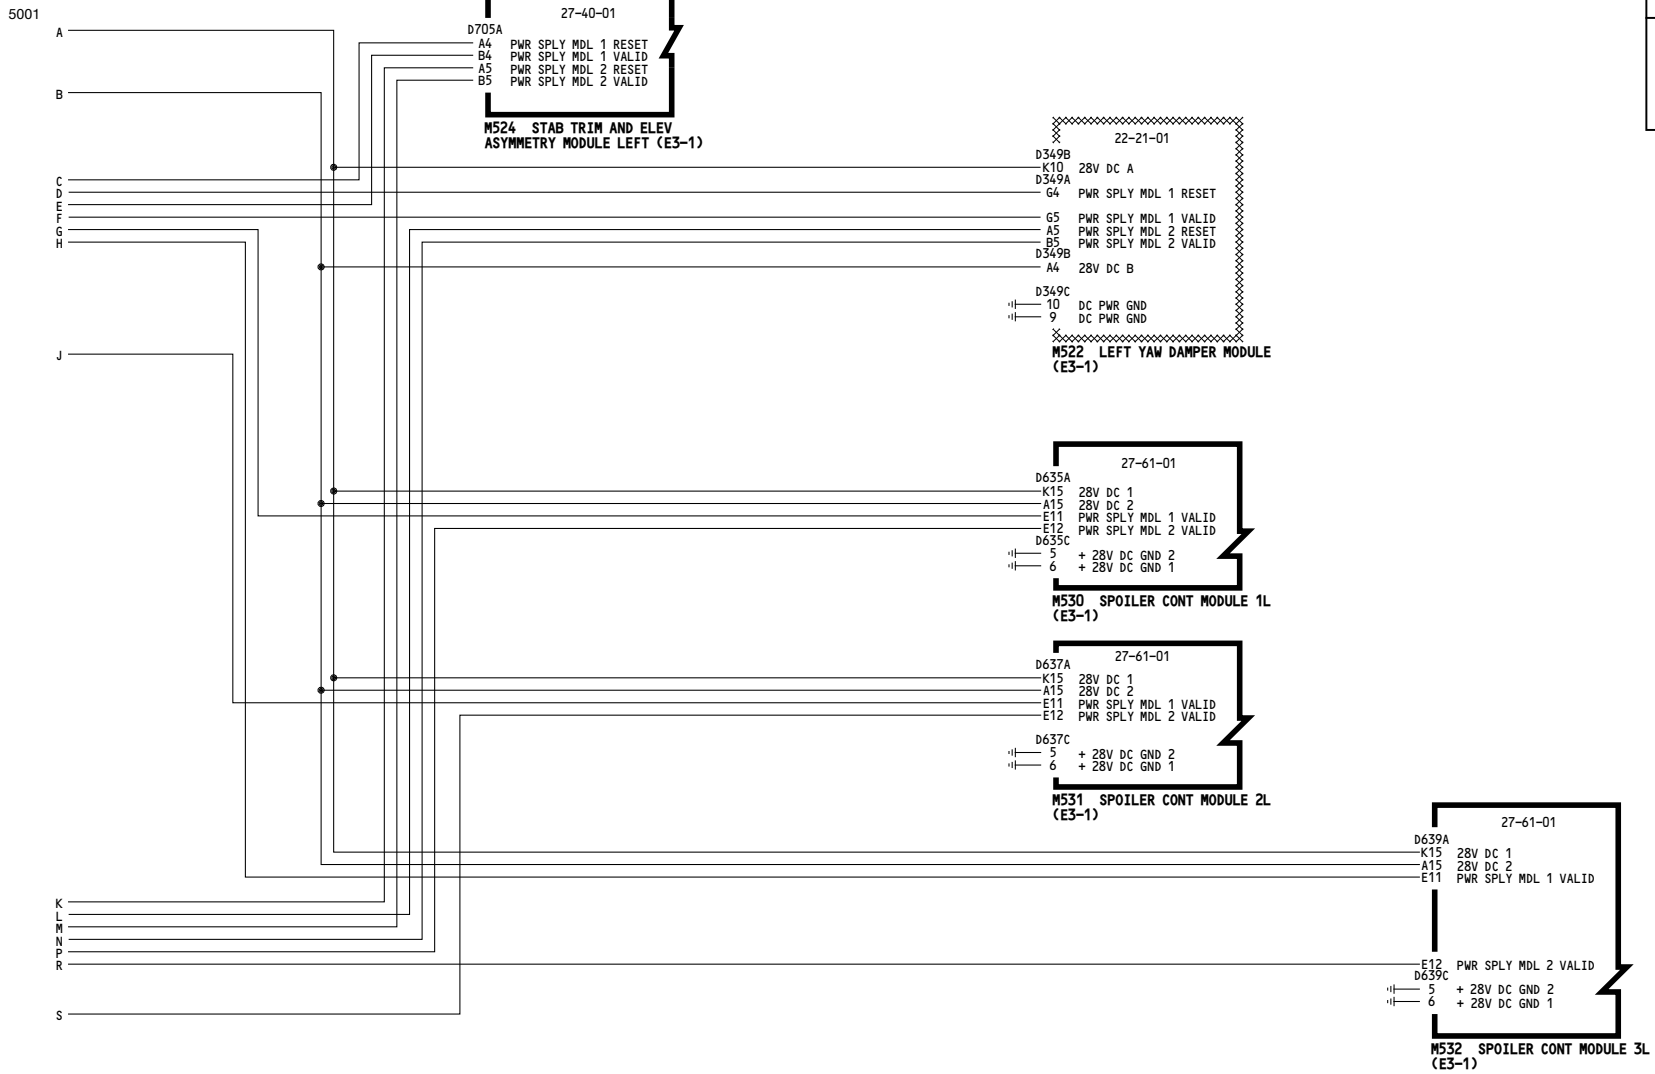 5001
27-40-01
A
D705A
A4 PWR SPLY MDL 1 RESET
B4 PWR SPLY MDL 1 VALID
A5 PWR SPLY MDL 2 RESET
B5 PWR SPLY MDL 2 VALID
B
M524 STAB TRIM AND ELEV
ASYMMETRY MODULE LEFT (E3-1)
22-21-01
D349B
K10 28V DC A
D349A
G4 PWR SPLY MDL 1 RESET
G5 PWR SPLY MDL 1 VALID
A5 PWR SPLY MDL 2 RESET
B5 PWR SPLY MDL 2 VALID
D349B
A4 28V DC B
D349C
10 DC PWR GND
9 DC PWR GND
M522 LEFT YAW DAMPER MODULE
(E3-1)
C
D
E
F
G
H
J
27-61-01
D635A
K15 28V DC 1
A15 28V DC 2
E11 PWR SPLY MDL 1 VALID
E12 PWR SPLY MDL 2 VALID
D635C
5 + 28V DC GND 2
6 + 28V DC GND 1
M530 SPOILER CONT MODULE 1L
(E3-1)
27-61-01
D637A
K15 28V DC 1
A15 28V DC 2
E11 PWR SPLY MDL 1 VALID
E12 PWR SPLY MDL 2 VALID
D637C
5 + 28V DC GND 2
6 + 28V DC GND 1
M531 SPOILER CONT MODULE 2L
(E3-1)
27-61-01
D639A
K15 28V DC 1
A15 28V DC 2
E11 PWR SPLY MDL 1 VALID
E12 PWR SPLY MDL 2 VALID
D639C
5 + 28V DC GND 2
6 + 28V DC GND 1
M532 SPOILER CONT MODULE 3L
(E3-1)
K
L
M
N
P
R
S